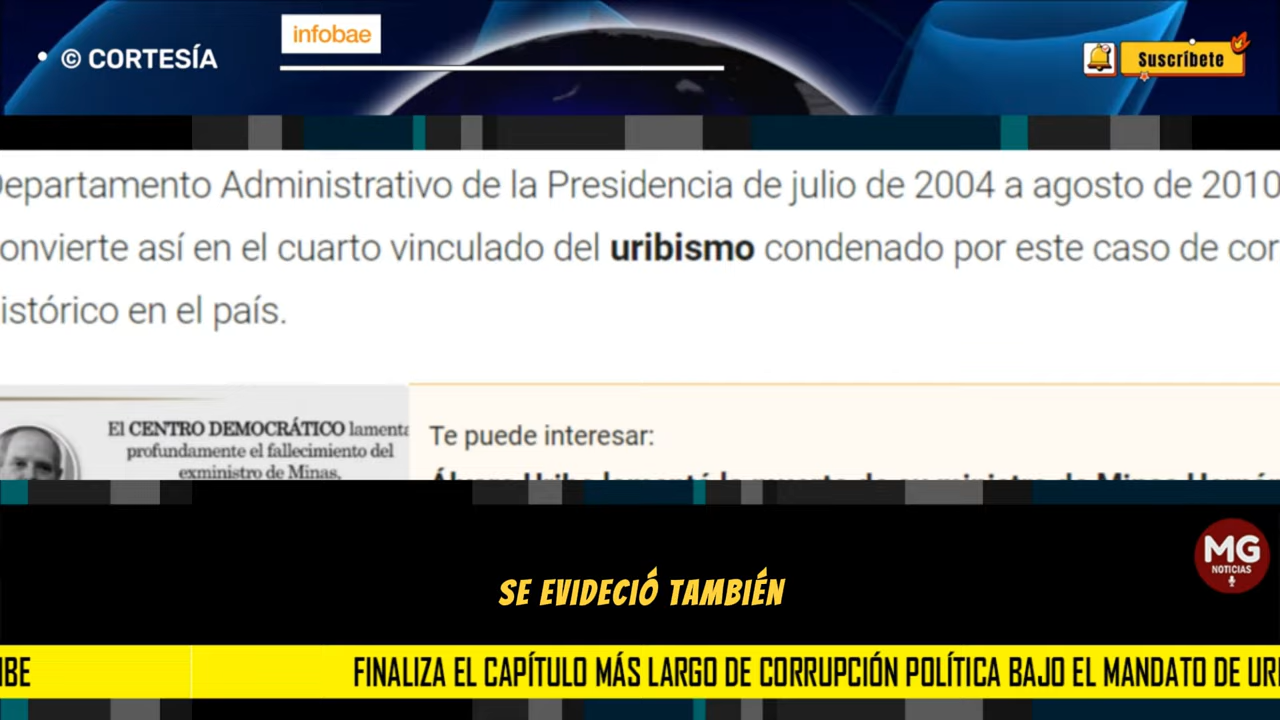 infobae
© CORTESÍA
Suscríbete
Departamento Administrativo de la Presidencia de julio de 2004 a agosto de 2010
onvierte así en el cuarto vinculado del uribismo condenado por este caso de cor
istórico en el país.
El CENTRO DEMOCRÁTICO lamenta
profundamente el fallecimiento del
exministro de Minas,
Te puede interesar:
MG
NOTICIAS
SE EVIDECIÓ TAMBIÉN
IBE
FINALIZA EL CAPÍTULO MÁS LARGO DE CORRUPCIÓN POLÍTICA BAJO EL MANDATO DE URI